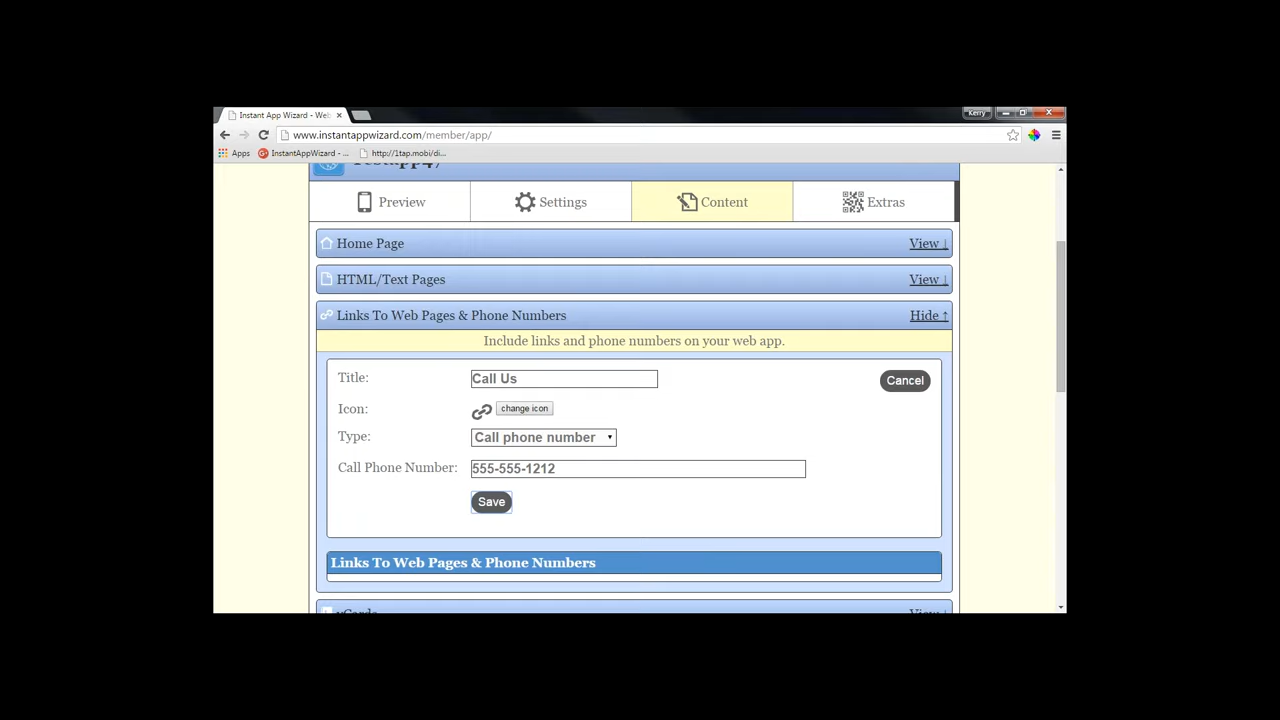 Instant App Wizard - Web
Kerry
www.instantappwizard.com/member/app/
Apps InstantAppWizard - ... http://1tap.mobi/di...
Preview Settings Content Extras
Home Page View ↓
HTML/Text Pages View ↓
Links To Web Pages & Phone Numbers Hide ↑
Include links and phone numbers on your web app.
Title: Call Us Cancel
Icon: change icon
Type: Call phone number
Call Phone Number: 555-555-1212
Save
Links To Web Pages & Phone Numbers
vCards View ↓